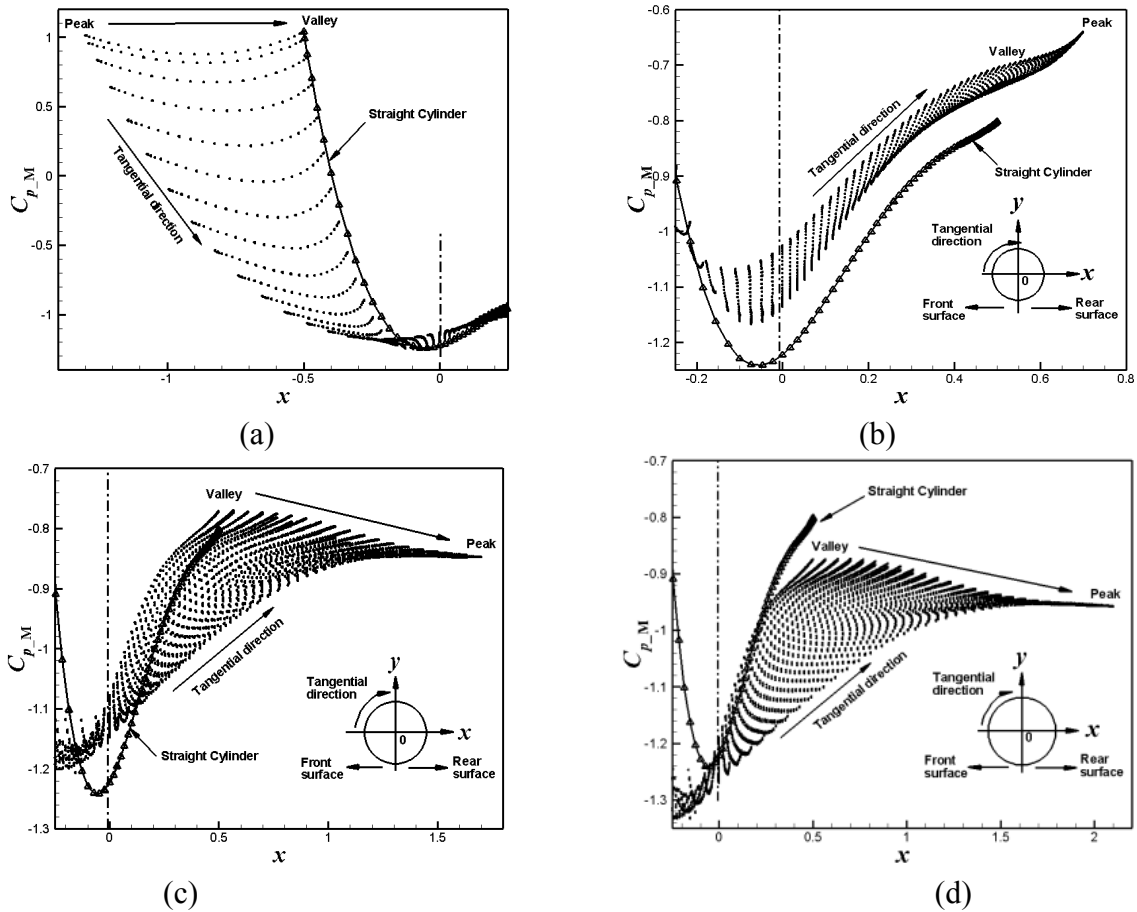 Peak
Valley
1
0.5
0
-0.5
-1
C_p_M
Straight Cylinder
Tangential direction
-1
-0.5
0
x
(a)
-0.6
-0.7
-0.8
-0.9
-1
-1.1
-1.2
C_p_M
Peak
Valley
Tangential direction
Straight Cylinder
y
Tangential
direction
0
x
Front
surface
Rear
surface
-0.2
0
0.2
0.4
0.6
0.8
x
(b)
-0.7
-0.8
-0.9
-1
-1.1
-1.2
-1.3
C_p_M
Valley
Peak
Tangential direction
Straight Cylinder
y
Tangential
direction
0
x
Front
surface
Rear
surface
0
0.5
1
1.5
x
(c)
-0.7
-0.8
-0.9
-1
-1.1
-1.2
-1.3
C_p_M
Straight Cylinder
Valley
Peak
Tangential direction
y
Tangential
direction
0
x
Front
surface
Rear
surface
0
0.5
1
1.5
2
x
(d)